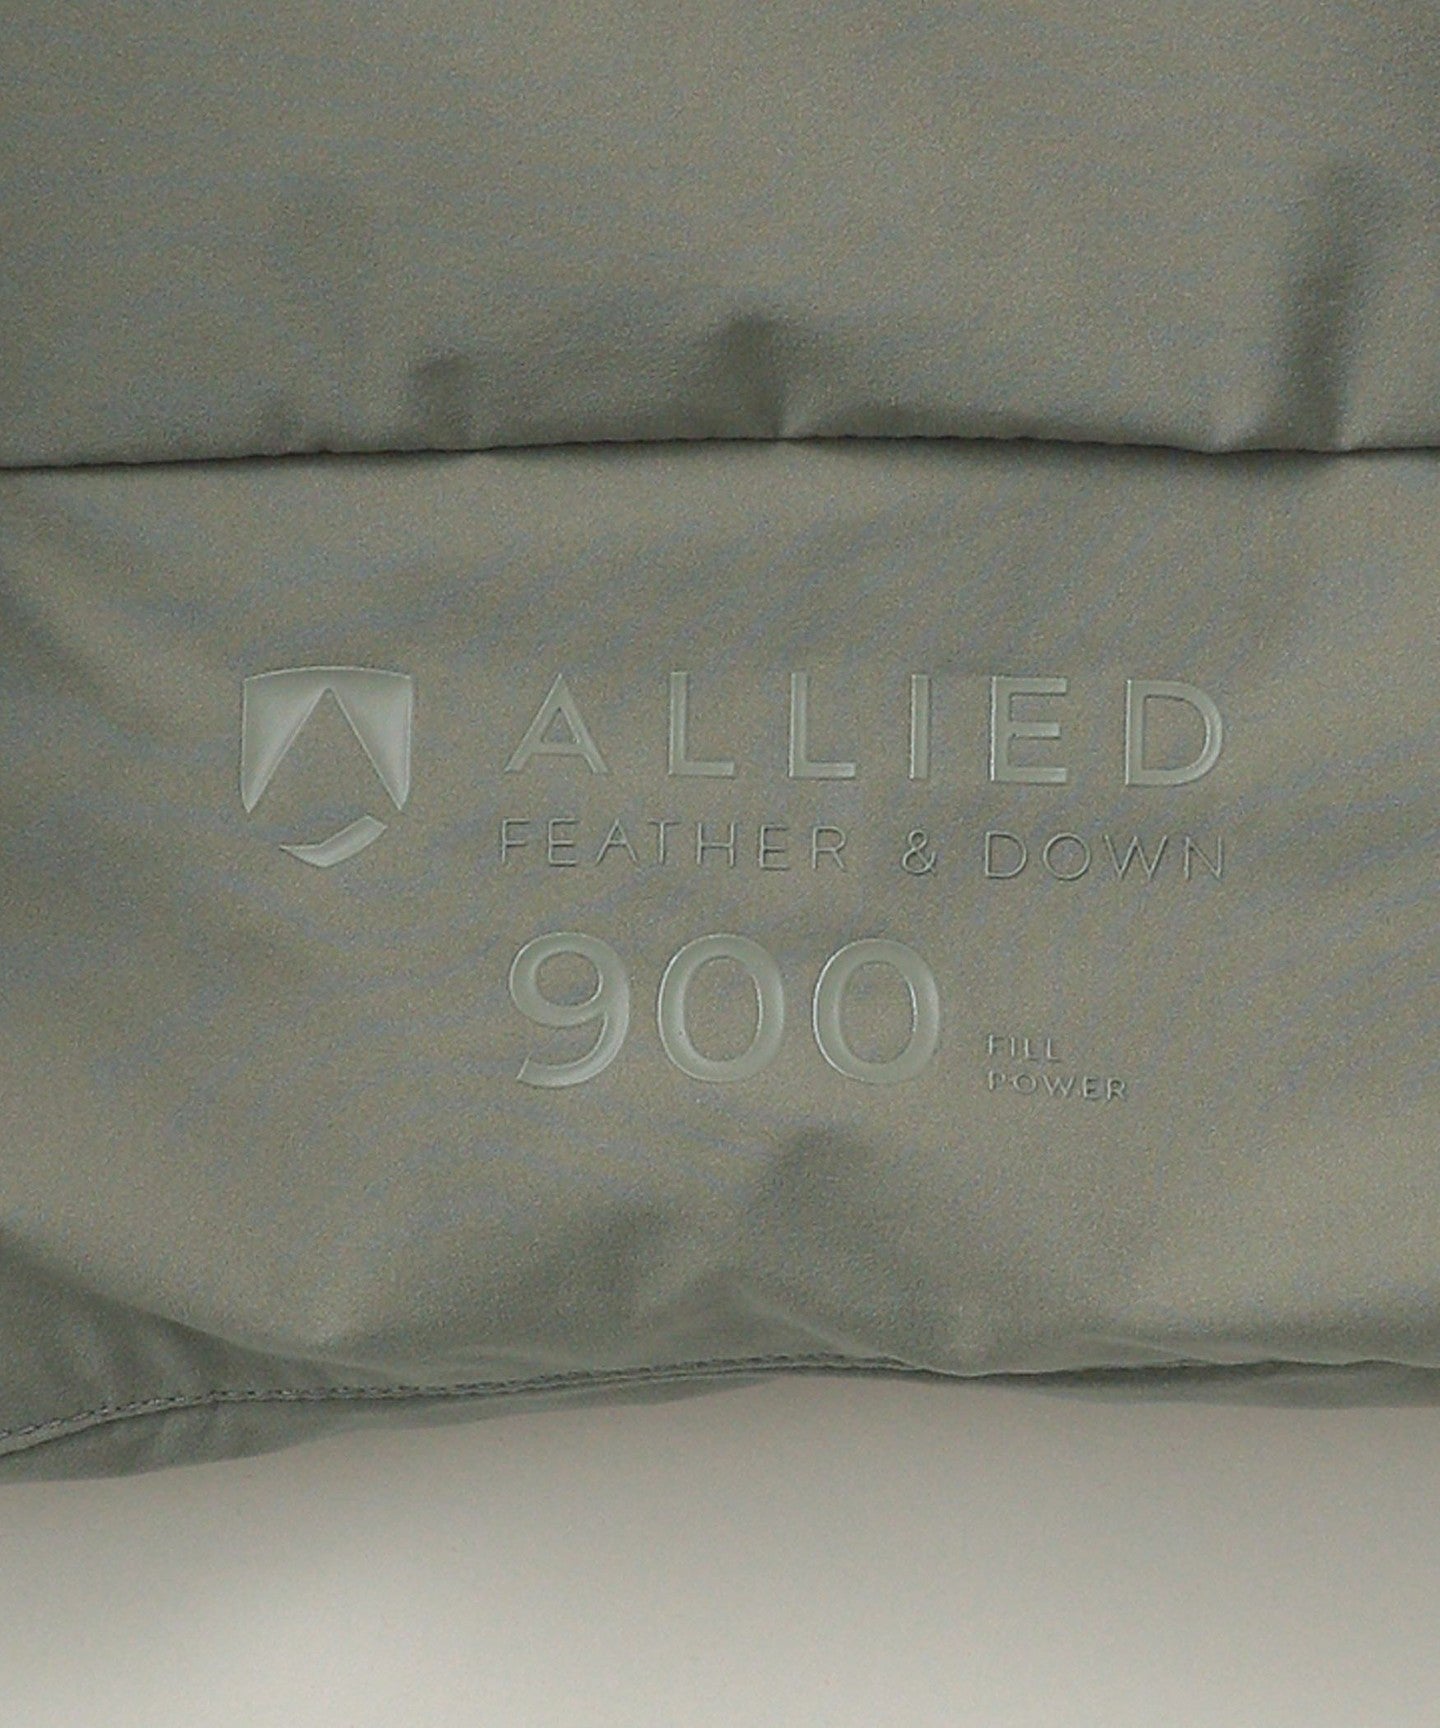 ALLIED
FEATHER & DOWN
900 FILL
POWER